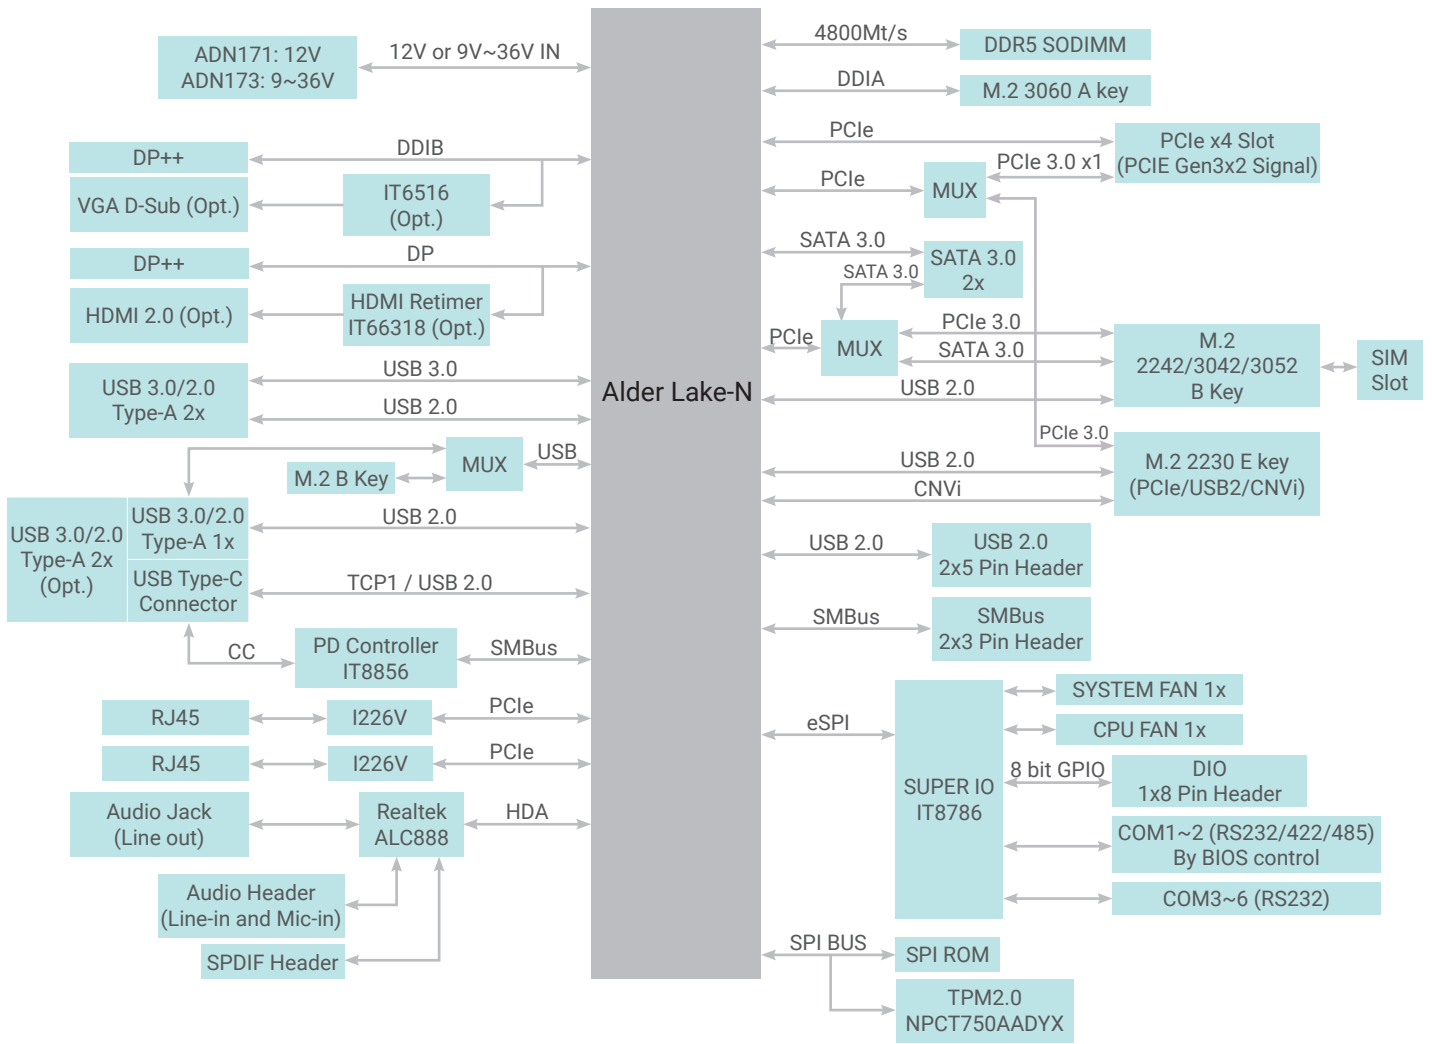 ADN171: 12V
ADN173: 9~36V
12V or 9V~36V IN
DP++
DDIB
VGA D-Sub (Opt.)
IT6516
(Opt.)
DP++
DP
HDMI 2.0 (Opt.)
HDMI Retimer
IT66318 (Opt.)
USB 3.0/2.0
Type-A 2x
USB 3.0
USB 2.0
MUX
USB
M.2 B Key
USB 3.0/2.0
Type-A 2x
(Opt.)
USB 3.0/2.0
Type-A 1x
USB 2.0
USB Type-C
Connector
TCP1 / USB 2.0
CC
PD Controller
IT8856
SMBus
RJ45
I226V
PCIe
RJ45
I226V
PCIe
Audio Jack
(Line out)
Realtek
ALC888
HDA
Audio Header
(Line-in and Mic-in)
SPDIF Header
Alder Lake-N
4800Mt/s
DDR5 SODIMM
DDIA
M.2 3060 A key
PCIe
PCIe x4 Slot
(PCIE Gen3x2 Signal)
PCIe
MUX
PCIe 3.0 x1
SATA 3.0
SATA 3.0
SATA 3.0
2x
PCIe
MUX
PCIe 3.0
SATA 3.0
USB 2.0
M.2
2242/3042/3052
B Key
SIM
Slot
PCIe 3.0
USB 2.0
CNVi
M.2 2230 E key
(PCIe/USB2/CNVi)
USB 2.0
USB 2.0
2x5 Pin Header
SMBus
SMBus
2x3 Pin Header
eSPI
SUPER IO
IT8786
SYSTEM FAN 1x
CPU FAN 1x
8 bit GPIO
DIO
1x8 Pin Header
COM1~2 (RS232/422/485)
By BIOS control
COM3~6 (RS232)
SPI BUS
SPI ROM
TPM2.0
NPCT750AADYX